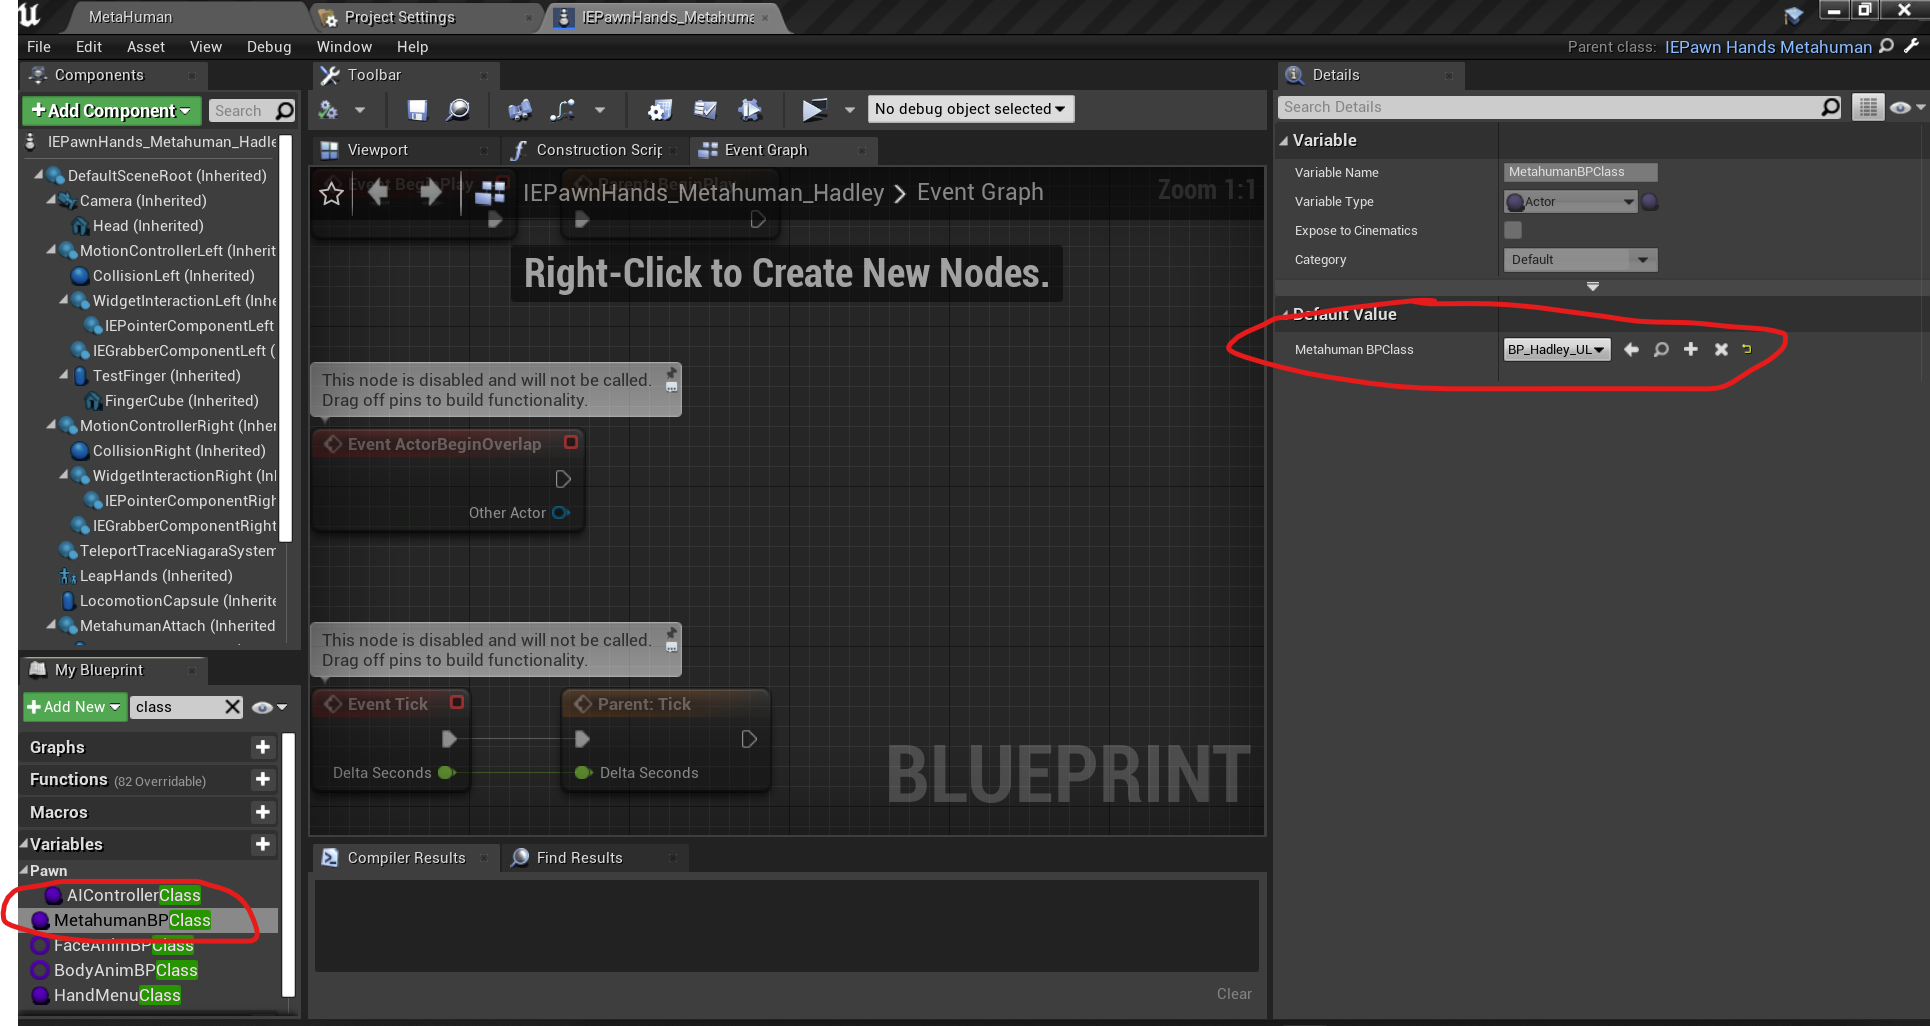 MetaHuman
Project Settings
IEPawnHands_Metahuma
File Edit Asset View Debug Window Help
Parent class: IEPawn Hands Metahuman
Components
Add Component
Search
IEPawnHands_Metahuman_Hadle
DefaultSceneRoot (Inherited)
Camera (Inherited)
Head (Inherited)
MotionControllerLeft (Inherit
CollisionLeft (Inherited)
WidgetInteractionLeft (Inhe
IEPointerComponentLeft
IEGrabberComponentLeft (
TestFinger (Inherited)
FingerCube (Inherited)
MotionControllerRight (Inher
CollisionRight (Inherited)
WidgetInteractionRight (In
IEPointerComponentRigh
IEGrabberComponentRight
TeleportTraceNiagaraSystem
LeapHands (Inherited)
LocomotionCapsule (Inherite
MetahumanAttach (Inherited
My Blueprint
Add New
class
Graphs
Functions (82 Overridable)
Macros
Variables
Pawn
AIControllerClass
MetahumanBPClass
FaceAnimBPClass
BodyAnimBPClass
HandMenuClass
Toolbar
No debug object selected
Viewport
Construction Scrip
Event Graph
Event BeginPlay
Parent: BeginPlay
IEPawnHands_Metahuman_Hadley > Event Graph
Zoom 1:1
Right-Click to Create New Nodes.
This node is disabled and will not be called.
Drag off pins to build functionality.
Event ActorBeginOverlap
Other Actor
This node is disabled and will not be called.
Drag off pins to build functionality.
Event Tick
Delta Seconds
Parent: Tick
Delta Seconds
BLUEPRINT
Compiler Results
Find Results
Clear
Details
Search Details
Variable
Variable Name MetahumanBPClass
Variable Type Actor
Expose to Cinematics
Category Default
Default Value
Metahuman BPClass BP_Hadley_UL